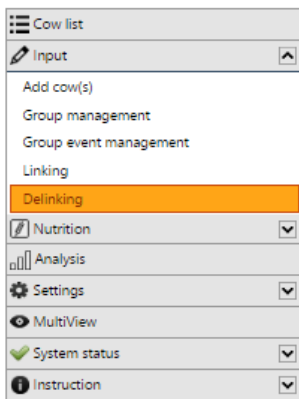 Cow list
Input
Add cow(s)
Group management
Group event management
Linking
Delinking
Nutrition
Analysis
Settings
MultiView
System status
Instruction